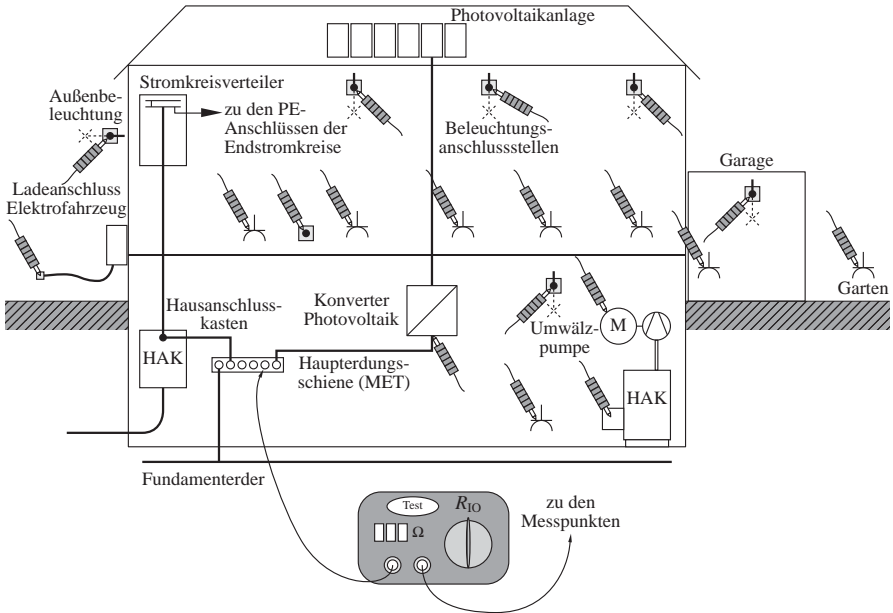 Photovoltaikanlage
Stromkreisverteiler
Außenbe-
leuchtung
zu den PE-
Anschlüssen der
Endstromkreise
Beleuchtungs-
anschlussstellen
Garage
Ladeanschluss
Elektrofahrzeug
Garten
Hausanschluss-
kasten
Konverter
Photovoltaik
Umwälz-
pumpe
M
HAK
Haupterdungs-
schiene (MET)
HAK
Fundamenterder
Test
RIO
Ω
zu den
Messpunkten